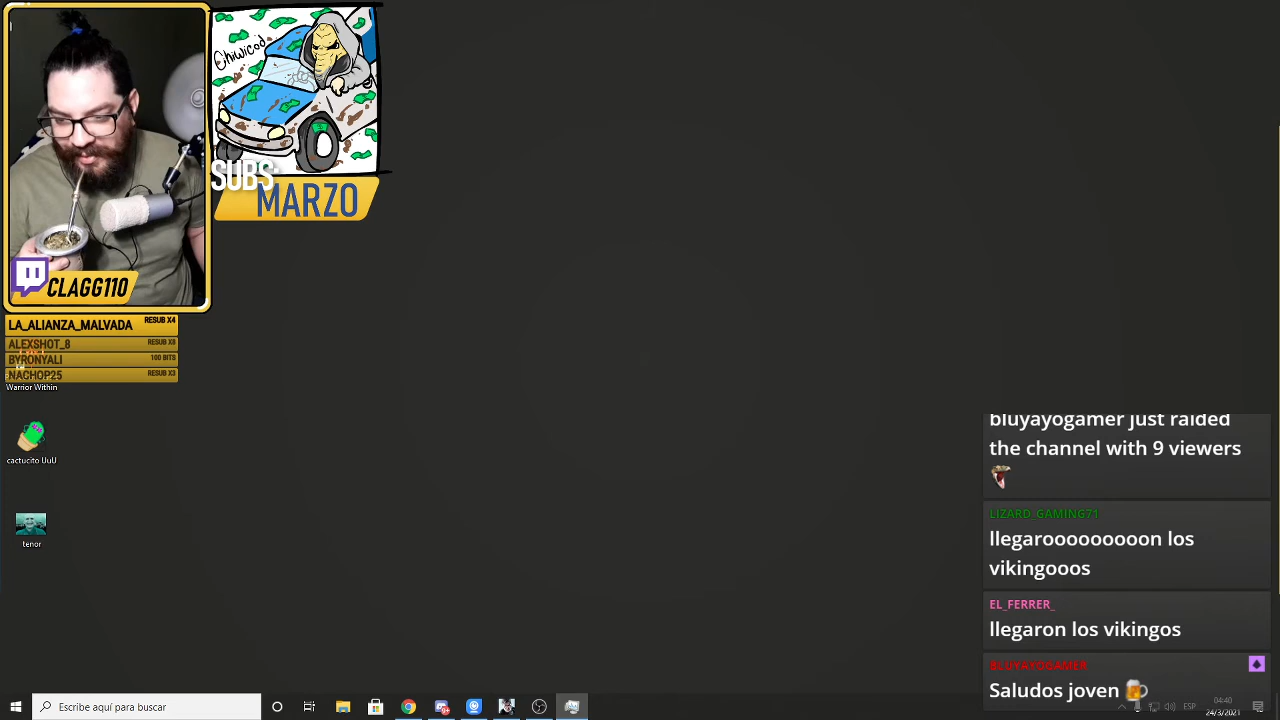 Chiwicod
SUBS:
MARZO
CLAGG110
LA_ALIANZA_MALVADA RESUB X4
ALEXSHOT_8 RESUB X8
BYRONYALI 100 BITS
NACHOP25 RESUB X3
Warrior Within
cactucito UuU
tenor
bluyayogamer just raided
the channel with 9 viewers
LIZARD_GAMING71
llegarooooooooon los
vikingooos
EL_FERRER_
llegaron los vikingos
BLUYAYOGAMER
Saludos joven
Escribe aquí para buscar
ESP
04:40
24/3/2021